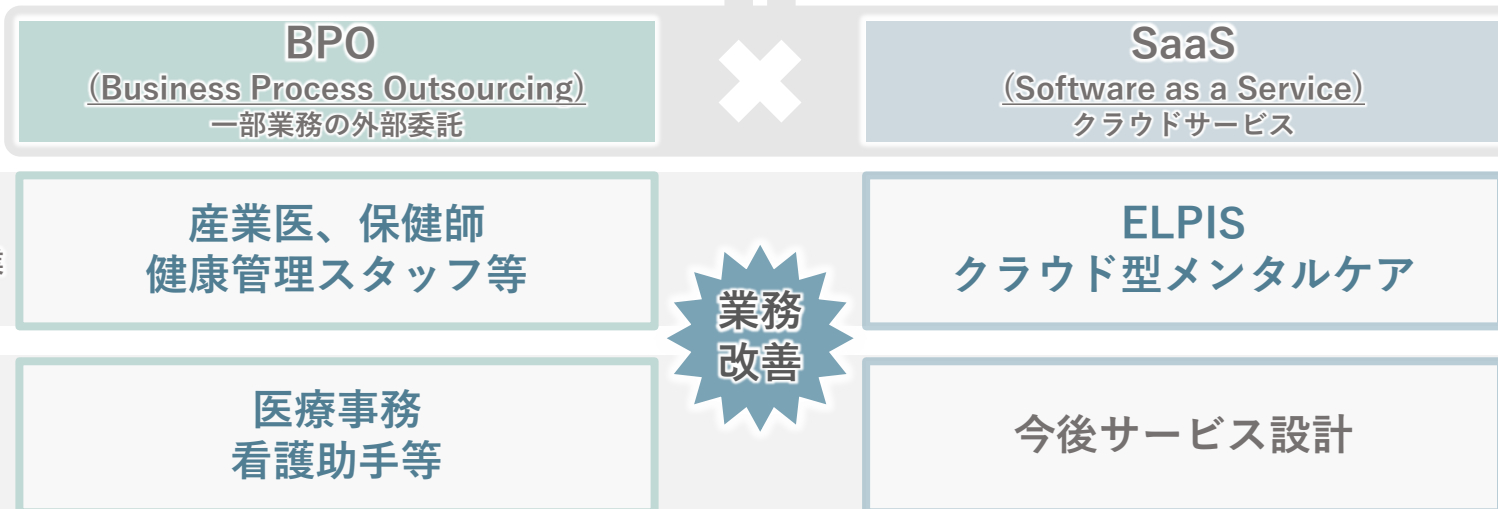 BPO
(Business Process Outsourcing)
一部業務の外部委託
SaaS
(Software as a Service)
クラウドサービス
産業医、保健師
健康管理スタッフ等
業務
改善
ELPIS
クラウド型メンタルケア
医療事務
看護助手等
今後サービス設計